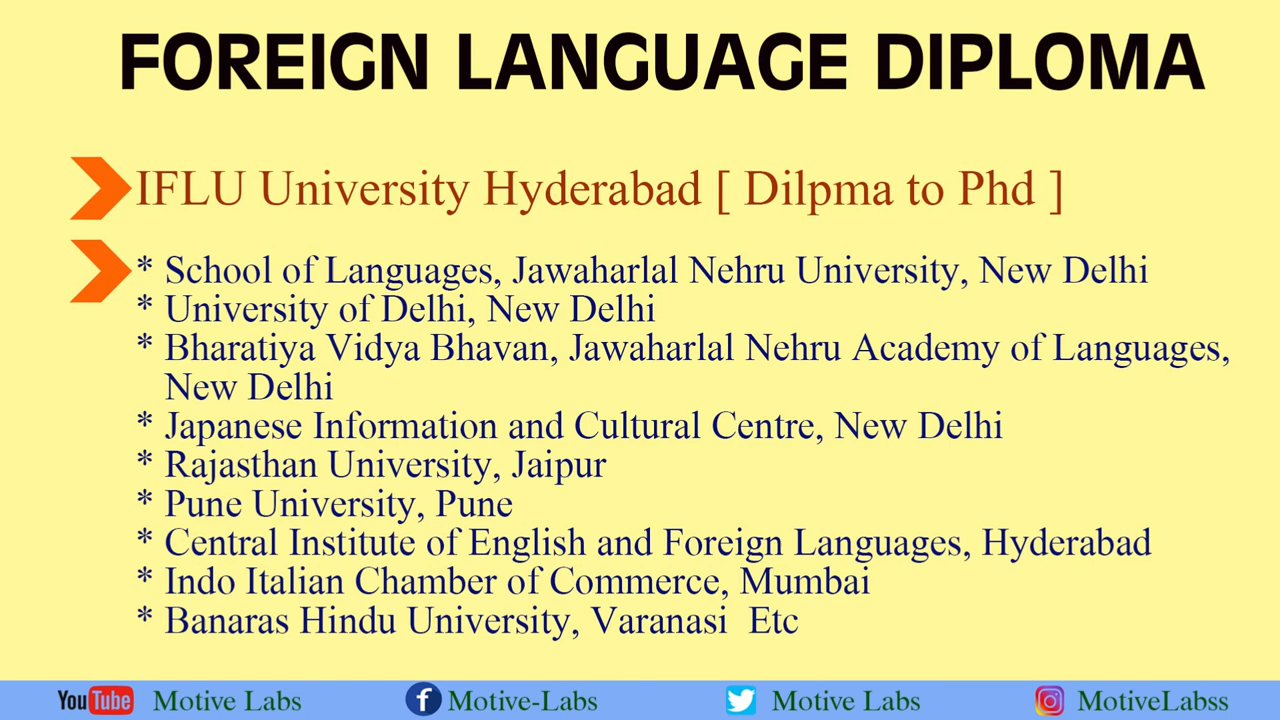 FOREIGN LANGUAGE DIPLOMA
IFLU University Hyderabad [ Dilpma to Phd ]
* School of Languages, Jawaharlal Nehru University, New Delhi
* University of Delhi, New Delhi
* Bharatiya Vidya Bhavan, Jawaharlal Nehru Academy of Languages,
New Delhi
* Japanese Information and Cultural Centre, New Delhi
* Rajasthan University, Jaipur
* Pune University, Pune
* Central Institute of English and Foreign Languages, Hyderabad
* Indo Italian Chamber of Commerce, Mumbai
* Banaras Hindu University, Varanasi  Etc
YouTube Motive Labs f Motive-Labs Motive Labs MotiveLabss